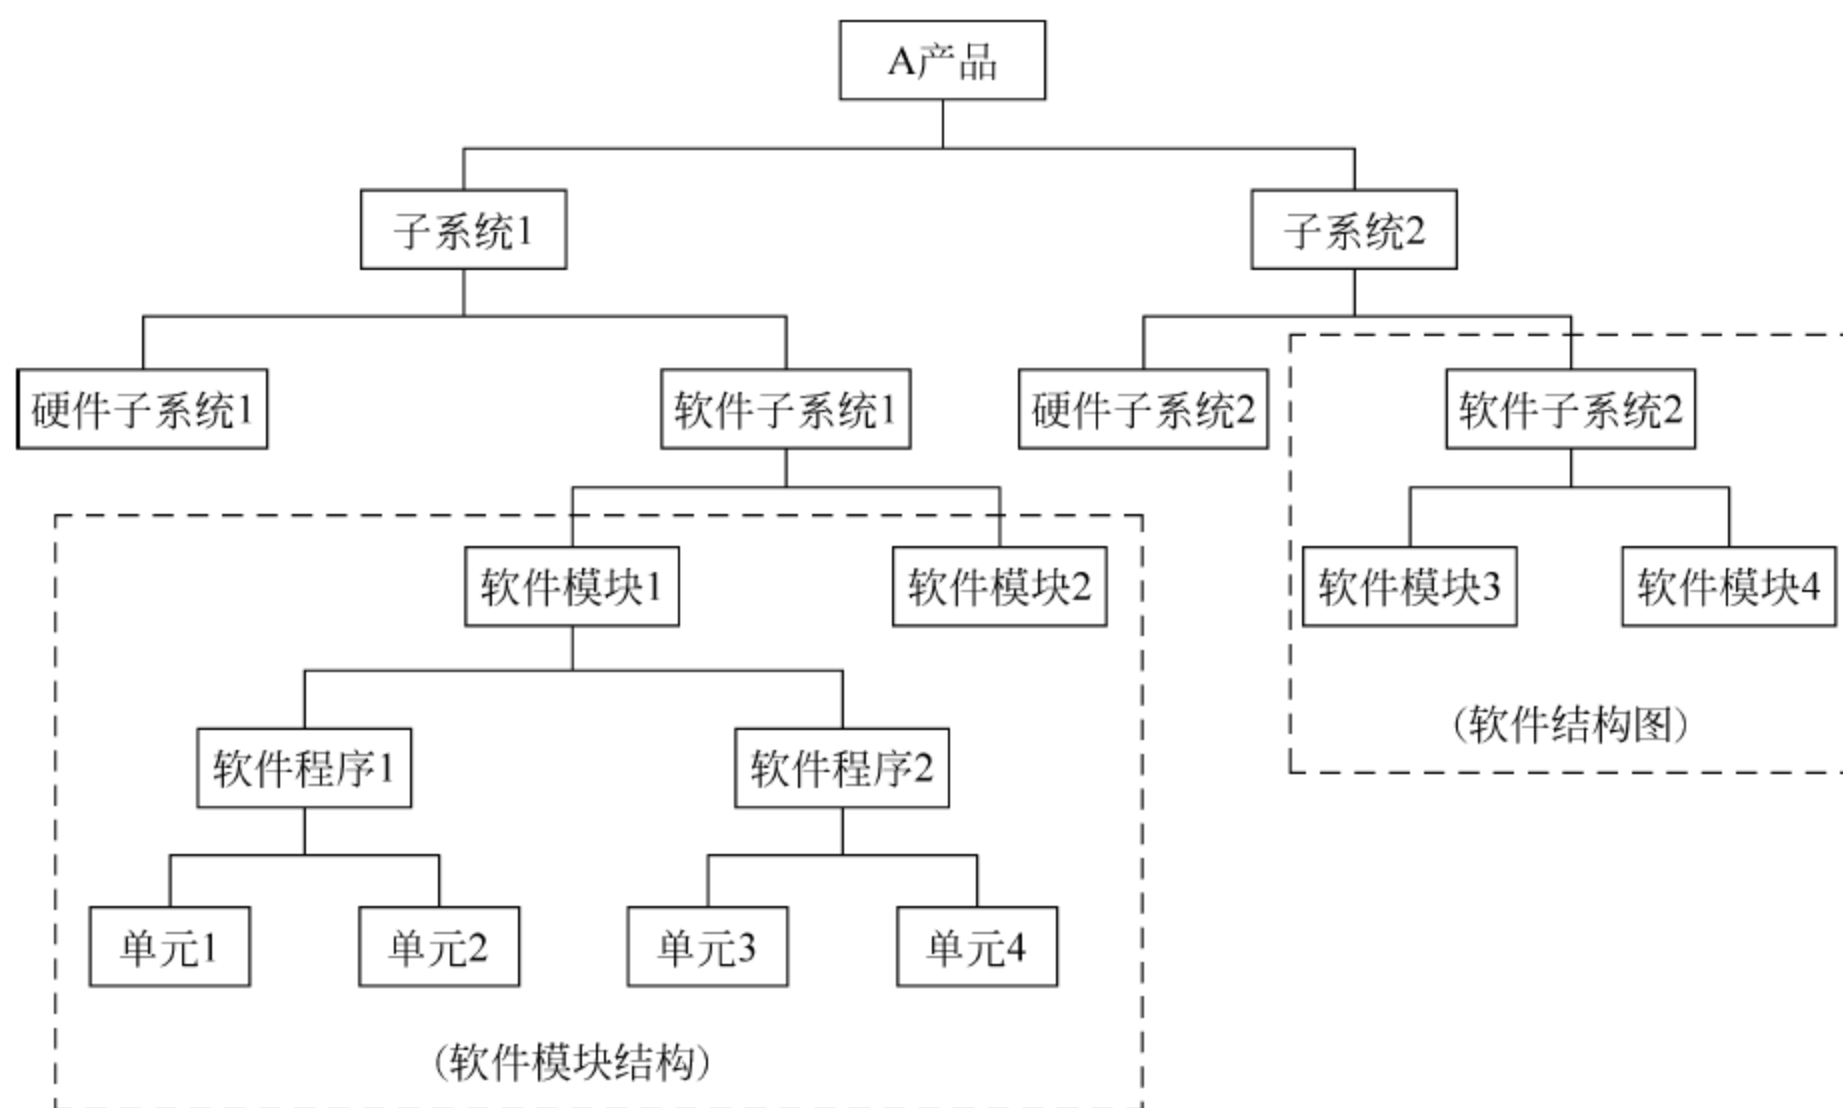 A产品
子系统1
子系统2
硬件子系统1
软件子系统1
硬件子系统2
软件子系统2
软件模块1
软件模块2
软件模块3
软件模块4
(软件结构图)
软件程序1
软件程序2
单元1
单元2
单元3
单元4
(软件模块结构)